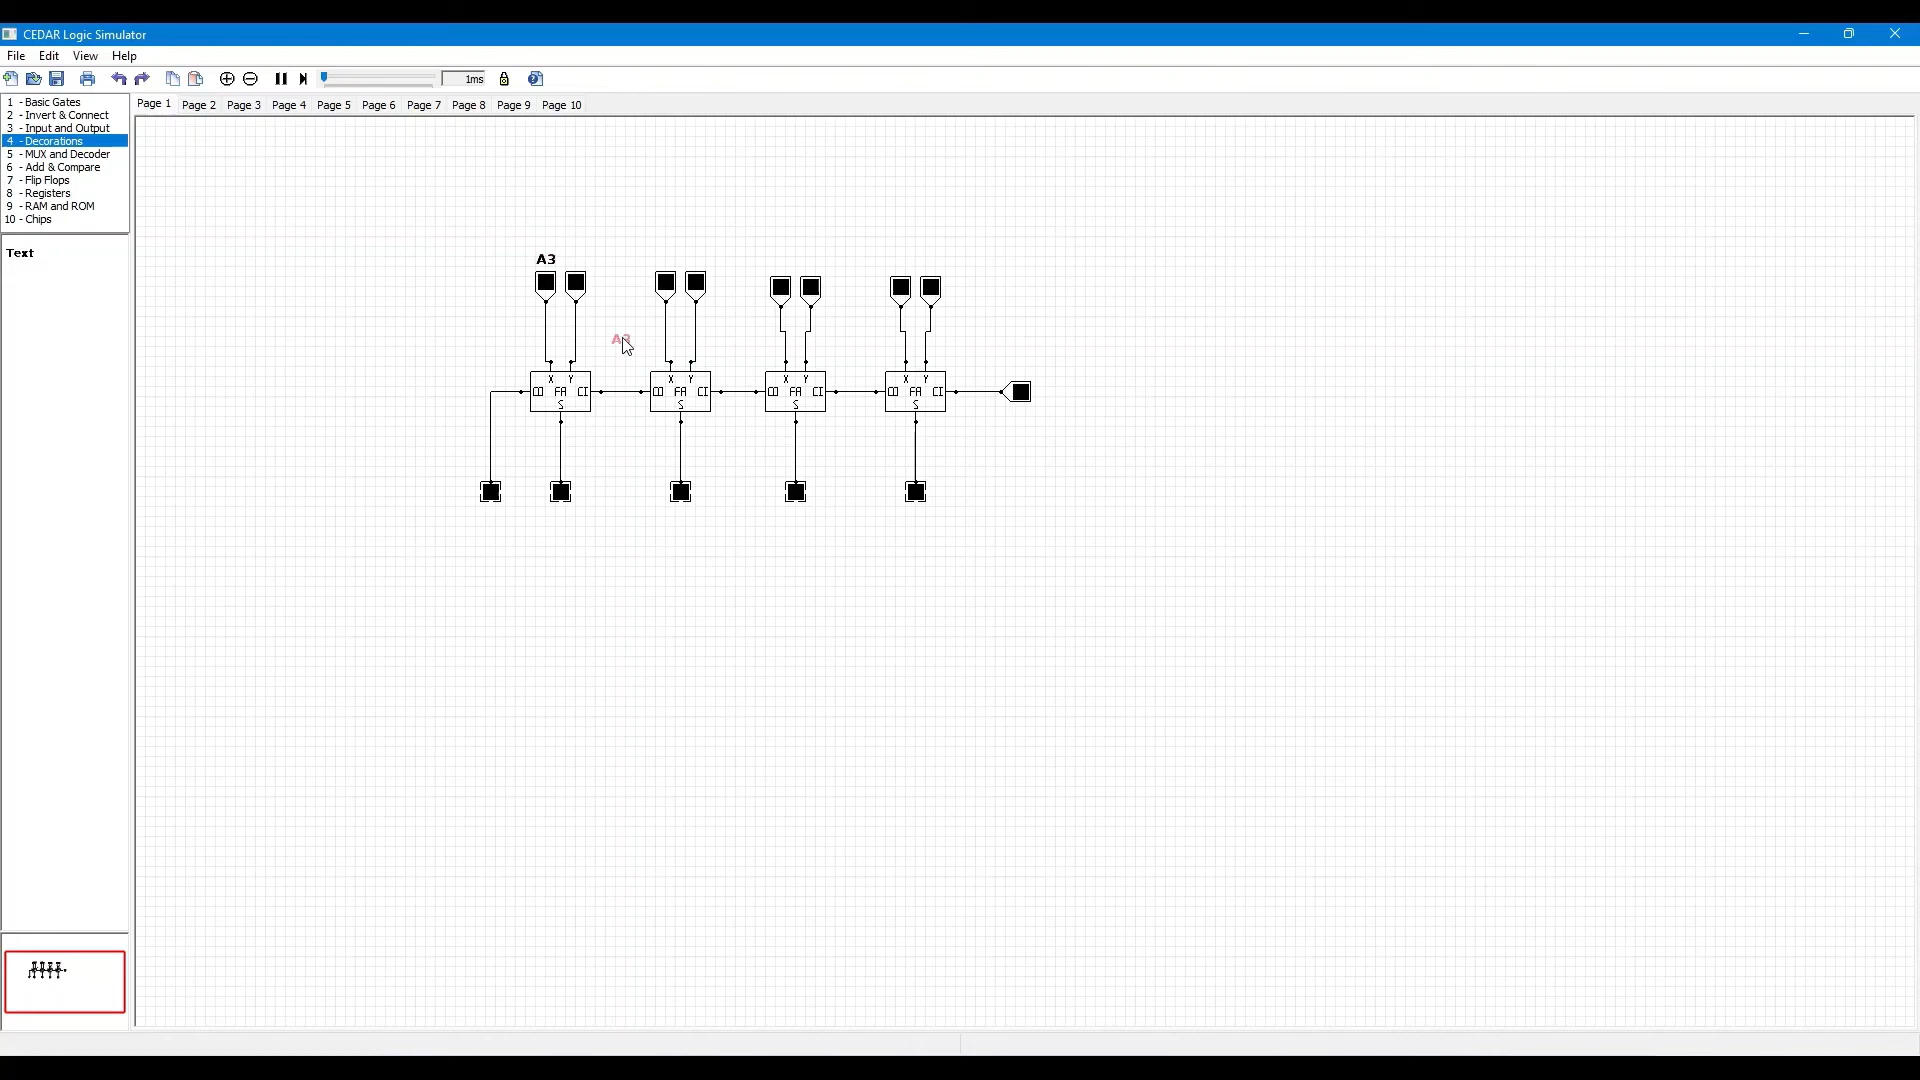 CEDAR Logic Simulator
File Edit View Help
1ms
1 - Basic Gates
2 - Invert & Connect
3 - Input and Output
4 - Decorations
5 - MUX and Decoder
6 - Add & Compare
7 - Flip Flops
8 - Registers
9 - RAM and ROM
10 - Chips
Page 1 Page 2 Page 3 Page 4 Page 5 Page 6 Page 7 Page 8 Page 9 Page 10
Text
A3
X Y X Y X Y X Y
CO FA CI CO FA CI CO FA CI CO FA CI
S S S S